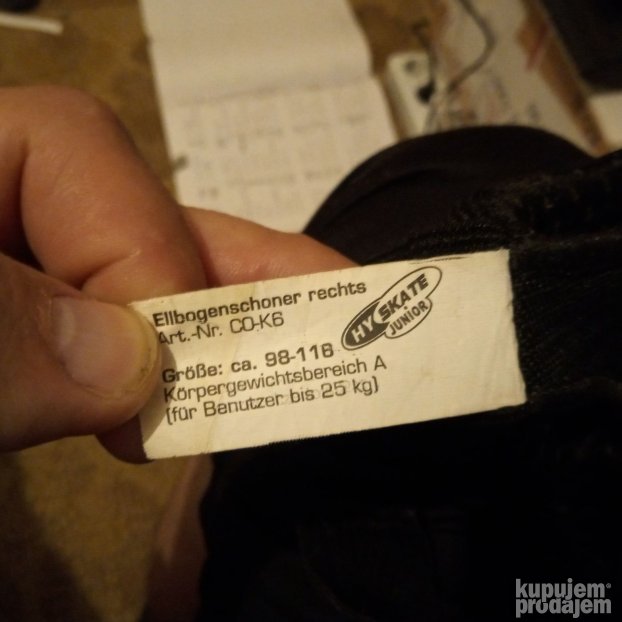 Ellbogenschoner rechts
Art.-Nr. CO-K6
HY SKATE
JUNIOR
Größe: ca. 98-116
Körpergewichtsbereich A
(für Benutzer bis 25 kg)
kupujem
prodajem